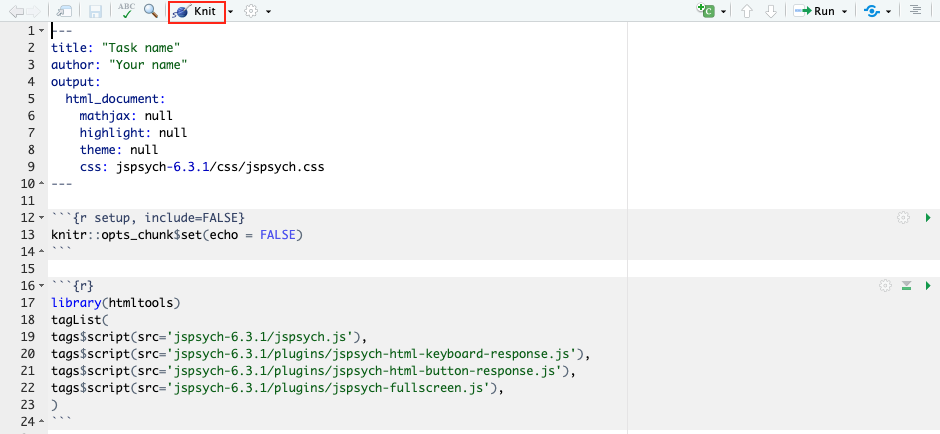 ABC Knit C Run
1 ---
2 title: "Task name"
3 author: "Your name"
4 output:
5   html_document:
6     mathjax: null
7     highlight: null
8     theme: null
9     css: jspsych-6.3.1/css/jspsych.css
10 ---
11
12 ```{r setup, include=FALSE}
13 knitr::opts_chunk$set(echo = FALSE)
14 ```
15
16 ```{r}
17 library(htmltools)
18 tagList(
19 tags$script(src='jspsych-6.3.1/jspsych.js'),
20 tags$script(src='jspsych-6.3.1/plugins/jspsych-html-keyboard-response.js'),
21 tags$script(src='jspsych-6.3.1/plugins/jspsych-html-button-response.js'),
22 tags$script(src='jspsych-6.3.1/plugins/jspsych-fullscreen.js'),
23 )
24 ```